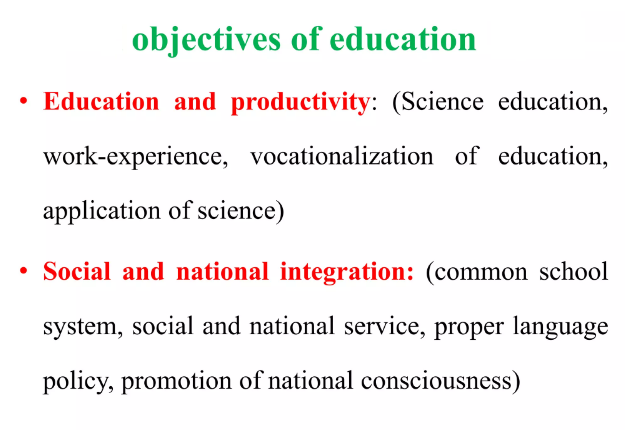 objectives of education
• Education and productivity: (Science education,
work-experience, vocationalization of education,
application of science)
• Social and national integration: (common school
system, social and national service, proper language
policy, promotion of national consciousness)